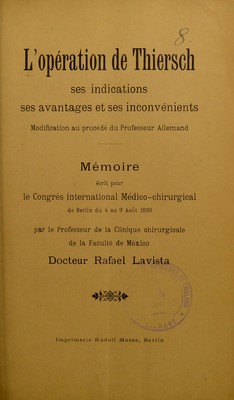 8
L'opération de Thiersch
ses indications
ses avantages et ses inconvénients
Modification au procédé du Professeur Allemand
Mémoire
écrit pour
le Congrés international Médico-chirurgical
de Berlin du 4 au 9 Août 1890
par le Professeur de la Clinique chirurgicale
de la Faculté de México
Docteur Rafael Lavista
Imprimerie Rudolf Mosse, Berlin